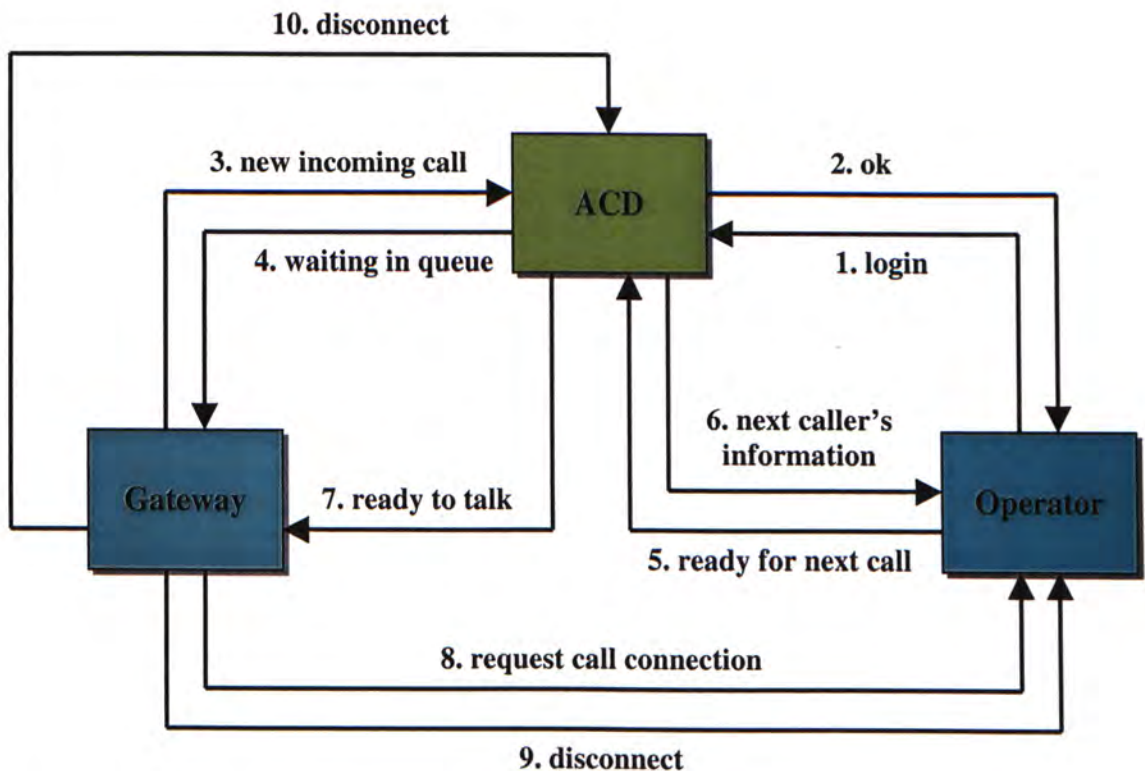 10. disconnect
3. new incoming call
2. ok
ACD
4. waiting in queue
1. login
6. next caller's
information
Gateway
7. ready to talk
Operator
5. ready for next call
8. request call connection
9. disconnect